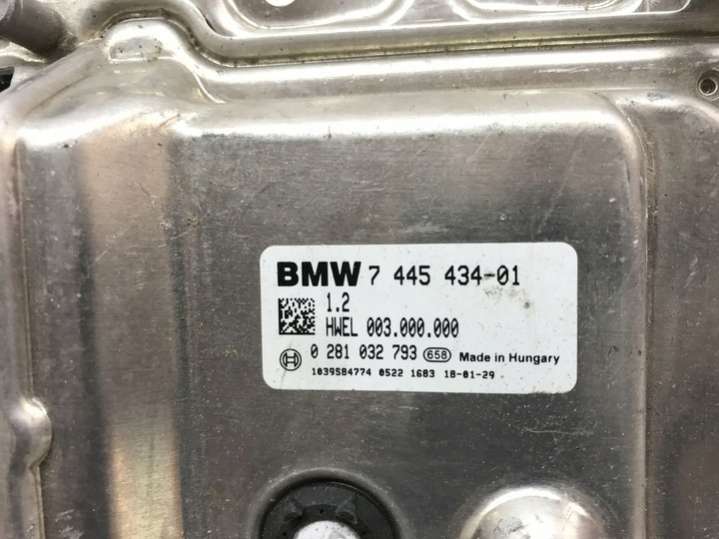 BMW 7 445 434-01
1.2
HWEL 003.000.000
0 281 032 793 658 Made in Hungary
1039S84774 0522 1683 18-01-29